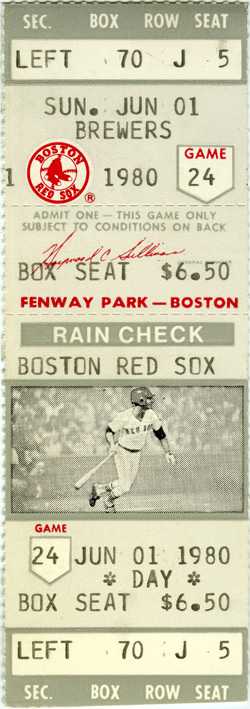 SEC. BOX ROW SEAT
LEFT 70 J 5
SUN. JUN 01
BREWERS
BOSTON
RED SOX
®
1
1980
GAME
24
ADMIT ONE — THIS GAME ONLY
SUBJECT TO CONDITIONS ON BACK
BOX SEAT $6.50
FENWAY PARK — BOSTON
RAIN CHECK
BOSTON RED SOX
RED SO
GAME
24 JUN 01 1980
* DAY *
BOX SEAT $6.50
LEFT 70 J 5
SEC. BOX ROW SEAT